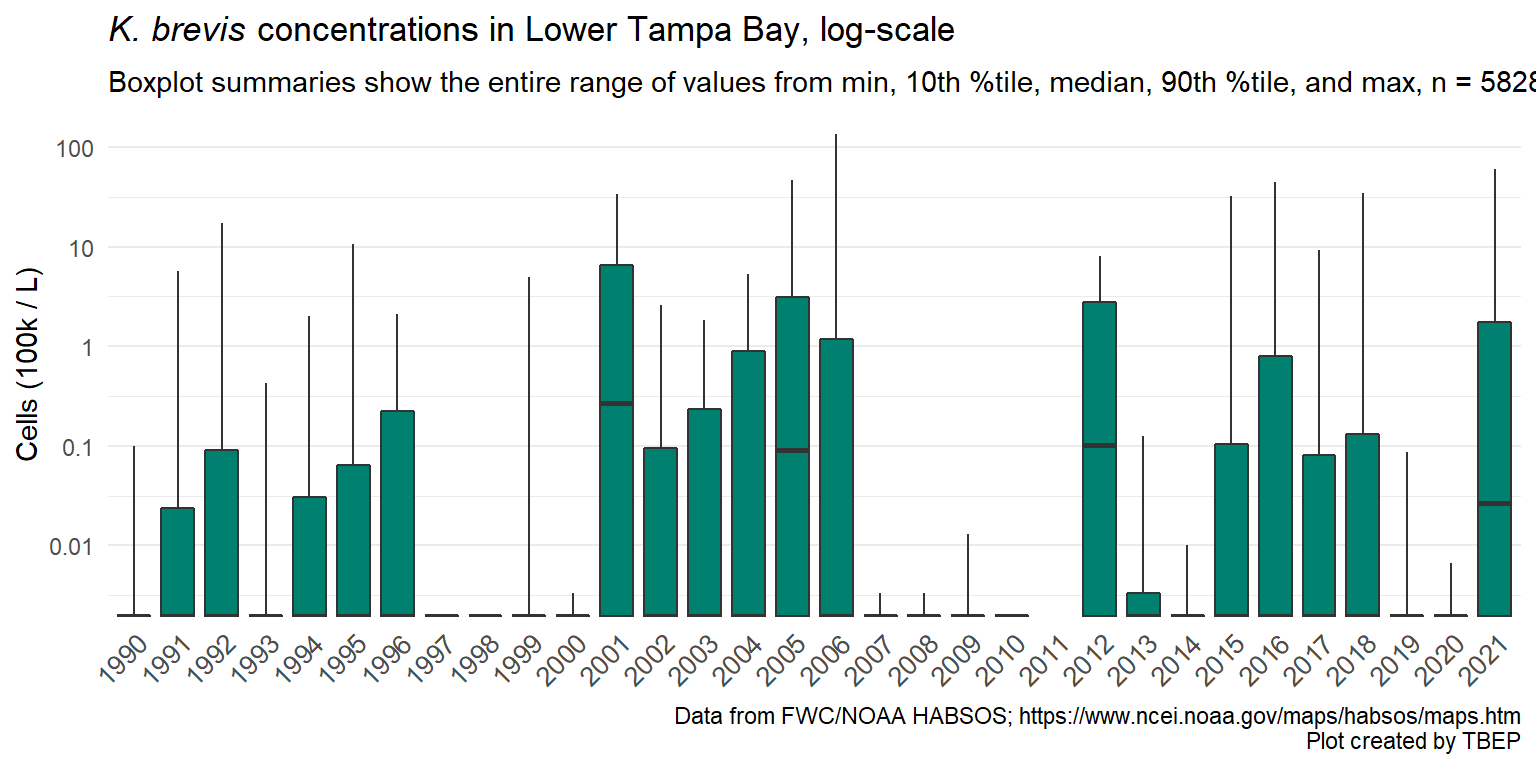 K. brevis concentrations in Lower Tampa Bay, log-scale
Boxplot summaries show the entire range of values from min, 10th %tile, median, 90th %tile, and max, n = 5828
100
10
1
0.1
0.01
Cells (100k / L)
1990 1991 1992 1993 1994 1995 1996 1997 1998 1999 2000 2001 2002 2003 2004 2005 2006 2007 2008 2009 2010 2011 2012 2013 2014 2015 2016 2017 2018 2019 2020 2021
Data from FWC/NOAA HABSOS; https://www.ncei.noaa.gov/maps/habsos/maps.htm
Plot created by TBEP